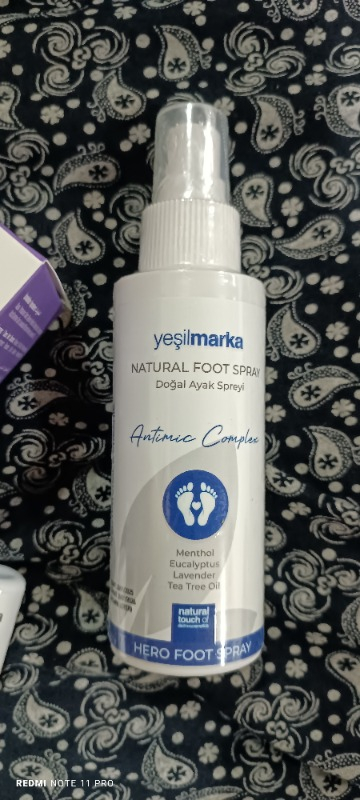 yeşilmarka
NATURAL FOOT SPRAY
Doğal Ayak Spreyi
Antimic Complex
Menthol
Eucalyptus
Lavender
Tea Tree Oil
natural
touch of
HERO FOOT SPRAY
REDMI NOTE 11 PRO